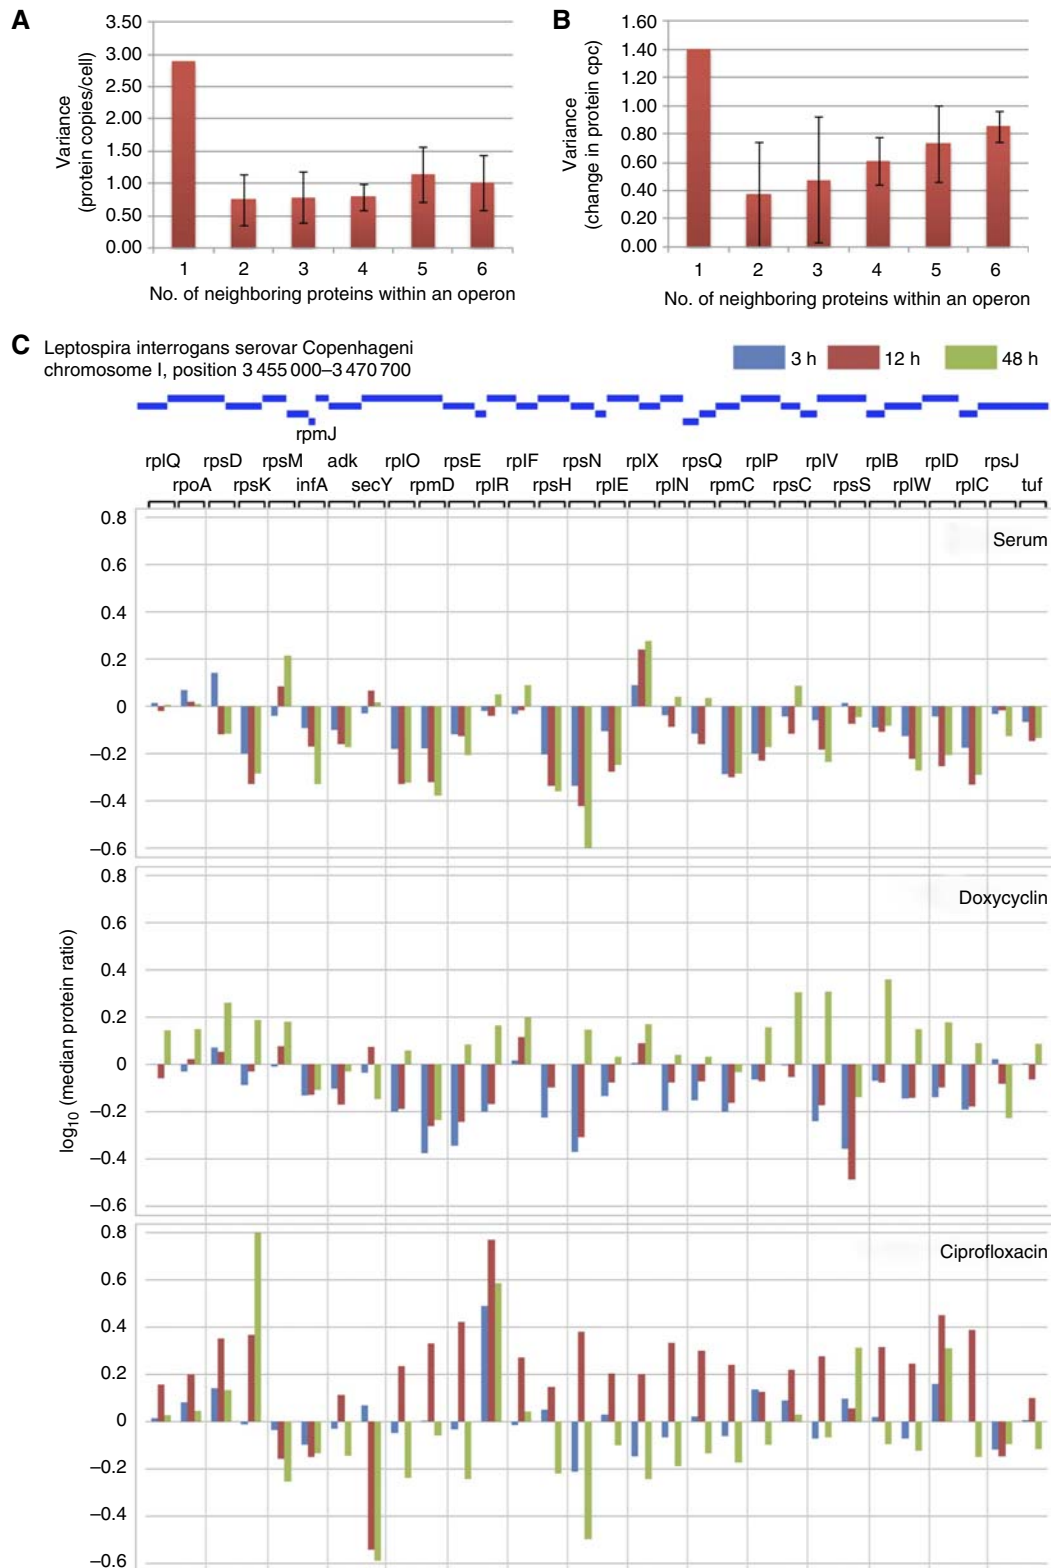 A
B
Variance
(protein copies/cell)
3.50
3.00
2.50
2.00
1.50
1.00
0.50
0.00
1 2 3 4 5 6
No. of neighboring proteins within an operon
Variance
(change in protein cpc)
1.60
1.40
1.20
1.00
0.80
0.60
0.40
0.20
0.00
1 2 3 4 5 6
No. of neighboring proteins within an operon
C Leptospira interrogans serovar Copenhageni
chromosome I, position 3 455 000–3 470 700
3 h 12 h 48 h
rpmJ
rplQ rpsD rpsM adk rplO rpsE rplF rpsN rplX rpsQ rplP rplV rplB rplD rpsJ
rpoA rpsK infA secY rpmD rplR rpsH rplE rplN rpmC rpsC rpsS rplW rplC tuf
log10 (median protein ratio)
Serum
0.8
0.6
0.4
0.2
0
–0.2
–0.4
–0.6
Doxycyclin
0.8
0.6
0.4
0.2
0
–0.2
–0.4
–0.6
Ciprofloxacin
0.8
0.6
0.4
0.2
0
–0.2
–0.4
–0.6